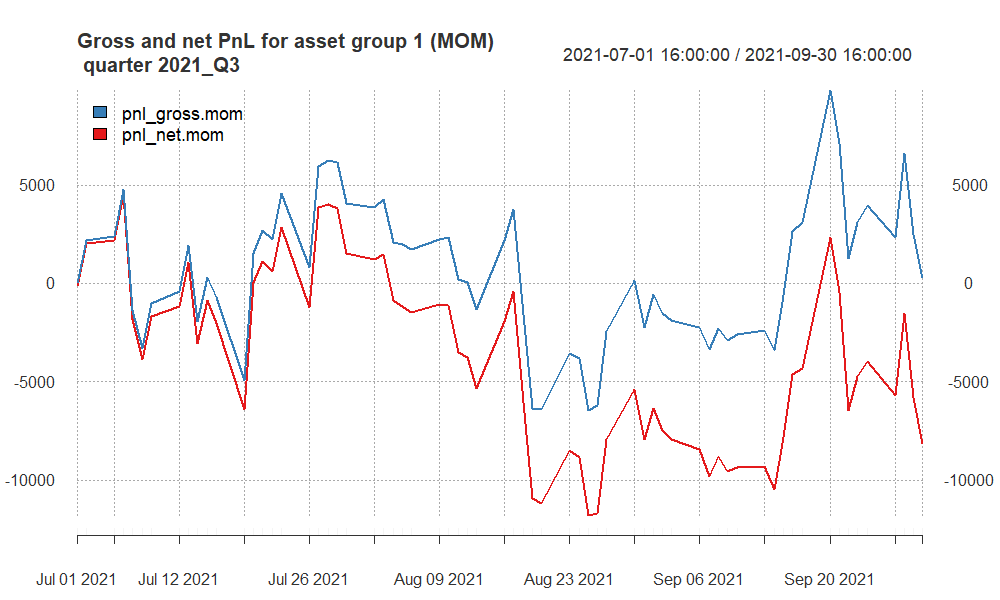 Gross and net PnL for asset group 1 (MOM)
quarter 2021_Q3
2021-07-01 16:00:00 / 2021-09-30 16:00:00
pnl_gross.mom
pnl_net.mom
5000 5000
0 0
-5000 -5000
-10000 -10000
Jul 01 2021 Jul 12 2021 Jul 26 2021 Aug 09 2021 Aug 23 2021 Sep 06 2021 Sep 20 2021